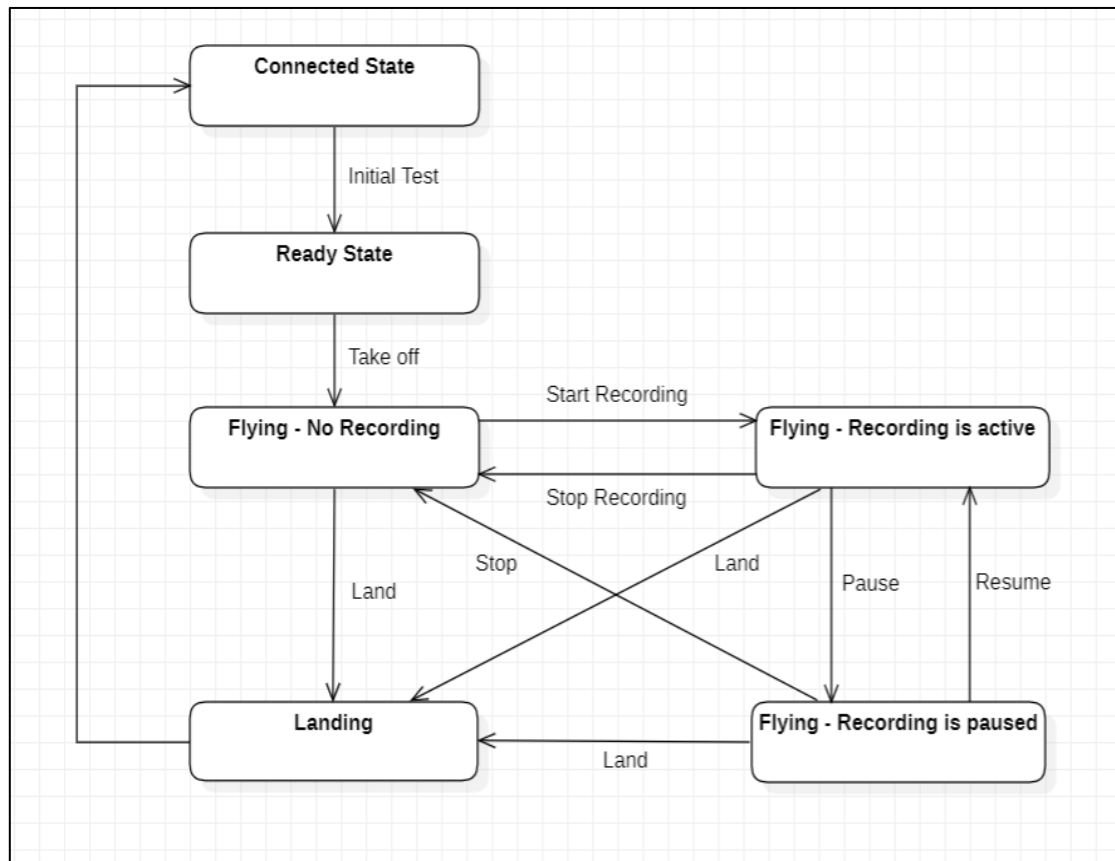 Connected State
Initial Test
Ready State
Take off
Start Recording
Flying - No Recording
Flying - Recording is active
Stop Recording
Stop
Land
Land
Pause
Resume
Landing
Flying - Recording is paused
Land